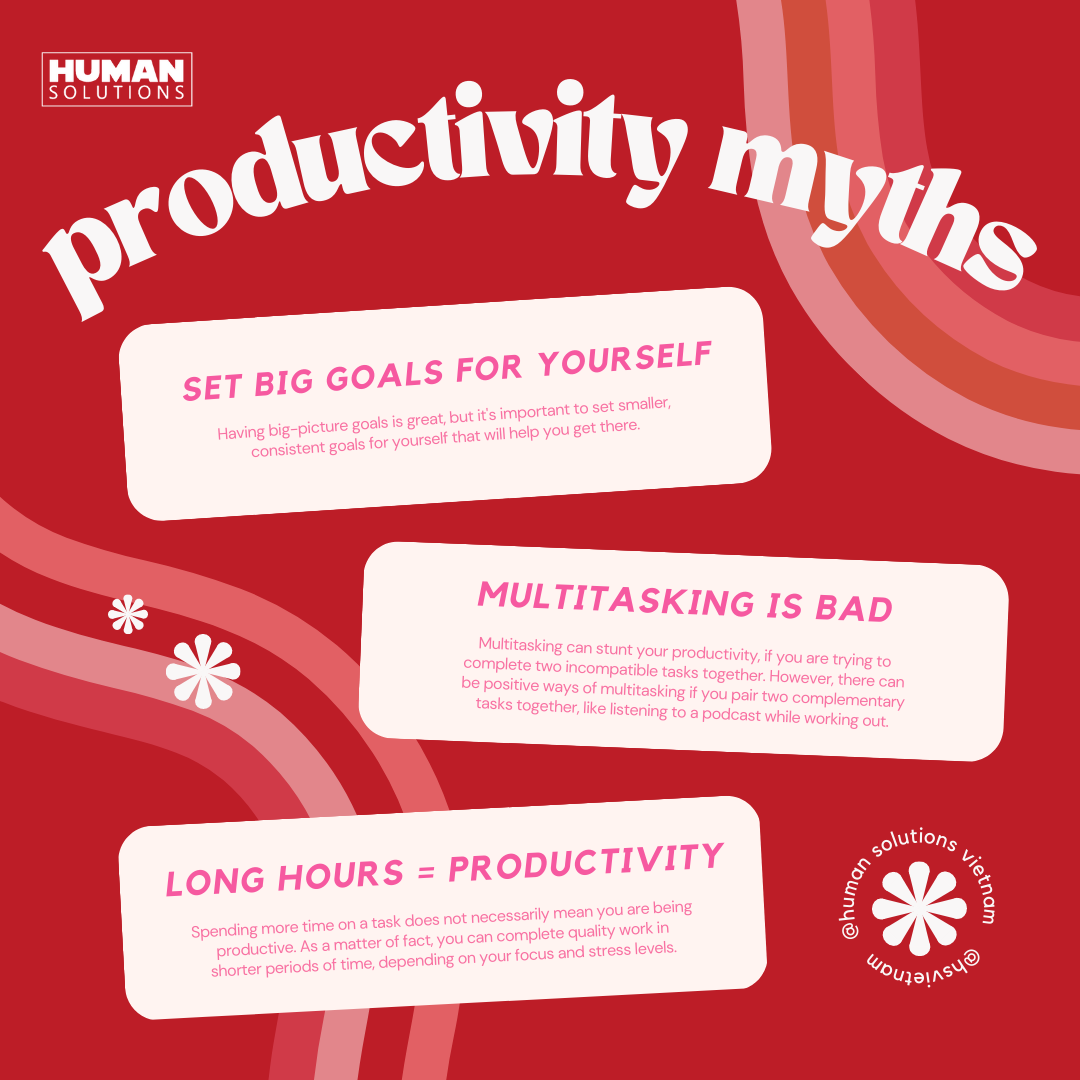 HUMAN
SOLUTIONS
productivity myths
SET BIG GOALS FOR YOURSELF
Having big-picture goals is great, but it's important to set smaller,
consistent goals for yourself that will help you get there.
MULTITASKING IS BAD
Multitasking can stunt your productivity, if you are trying to
complete two incompatible tasks together. However, there can
be positive ways of multitasking if you pair two complementary
tasks together, like listening to a podcast while working out.
LONG HOURS = PRODUCTIVITY
Spending more time on a task does not necessarily mean you are being
productive. As a matter of fact, you can complete quality work in
shorter periods of time, depending on your focus and stress levels.
@human solutions vietnam
@hsvietnam